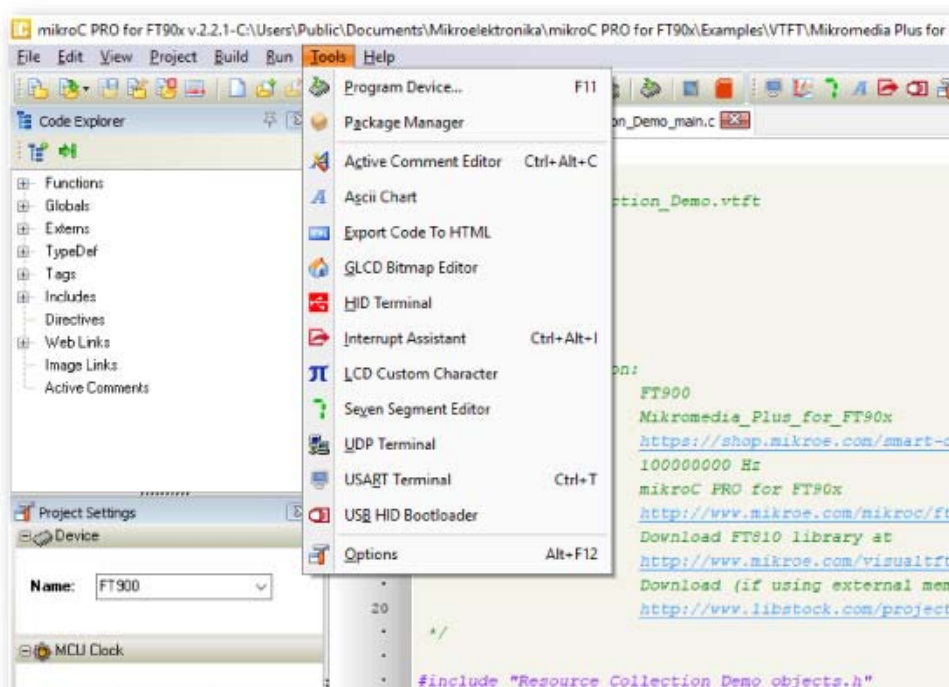 mikroC PRO for FT90x v.2.2.1-C:\Users\Public\Documents\Mikroelektronika\mikroC PRO for FT90x\Examples\VTFT\Mikromedia Plus for
File Edit View Project Build Run Tools Help
Code Explorer
on_Demo_main.c
Functions
Globals
Externs
TypeDef
Tags
Includes
Directives
Web Links
Image Links
Active Comments
Program Device... F11
Package Manager
Active Comment Editor Ctrl+Alt+C
Ascii Chart
Export Code To HTML
GLCD Bitmap Editor
HID Terminal
Interrupt Assistant Ctrl+Alt+I
LCD Custom Character
Seven Segment Editor
UDP Terminal
USART Terminal Ctrl+T
USB HID Bootloader
Options Alt+F12
Project Settings
Device
Name: FT900
MCU Clock
ction_Demo.vtft
on:
FT900
Mikromedia_Plus_for_FT90x
https://shop.mikroe.com/smart-d
100000000 Hz
mikroC PRO for FT90x
http://www.mikroe.com/mikroc/ft
Download FT810 library at
http://www.mikroe.com/visualtft
Download (if using external mem
20 http://www.libstock.com/project
*/
#include "Resource_Collection_Demo_objects.h"